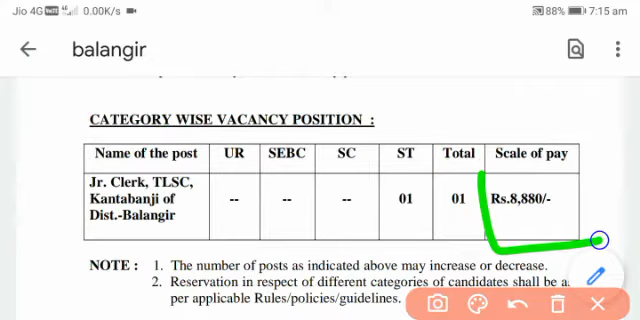 Jio 4G VoLTE 4G 0.00K/s 88% 7:15 am
balangir
CATEGORY WISE VACANCY POSITION :
Name of the post UR SEBC SC ST Total Scale of pay
Jr. Clerk, TLSC,
Kantabanji of
Dist.-Balangir -- -- -- 01 01 Rs.8,880/-
NOTE : 1. The number of posts as indicated above may increase or decrease.
2. Reservation in respect of different categories of candidates shall be
per applicable Rules/policies/guidelines.